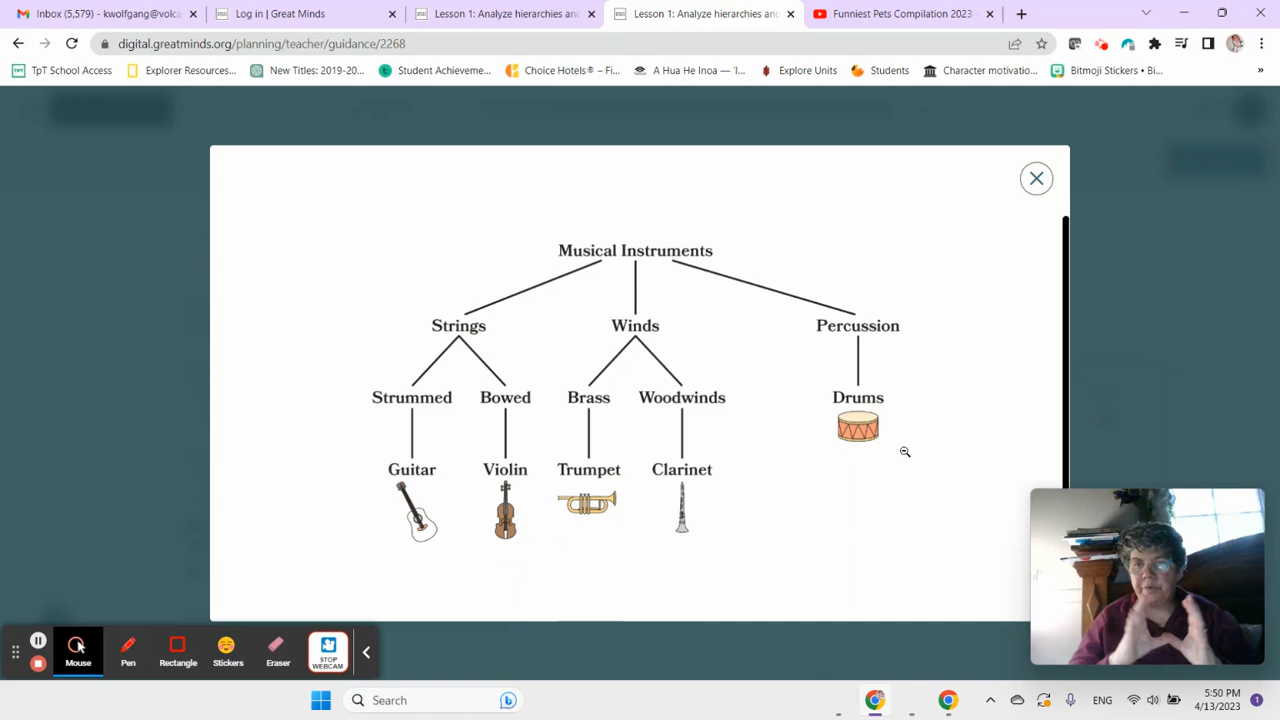 Inbox (5,579) - kwolfgang@volca
Log in | Great Minds
Lesson 1: Analyze hierarchies and
Lesson 1: Analyze hierarchies and
Funniest Pets Compilation 2023 -
digital.greatminds.org/planning/teacher/guidance/2268
TpT School Access
Explorer Resources...
New Titles: 2019-20...
Student Achieveme...
Choice Hotels® – Fi...
A Hua He Inoa — 'I...
Explore Units
Students
Character motivatio...
Bitmoji Stickers • Bi...
»
Musical Instruments
Strings Winds Percussion
Strummed Bowed Brass Woodwinds Drums
Guitar Violin Trumpet Clarinet
Mouse
Pen
Rectangle
Stickers
Eraser
STOP
WEBCAM
Search
ENG
5:50 PM
4/13/2023
1